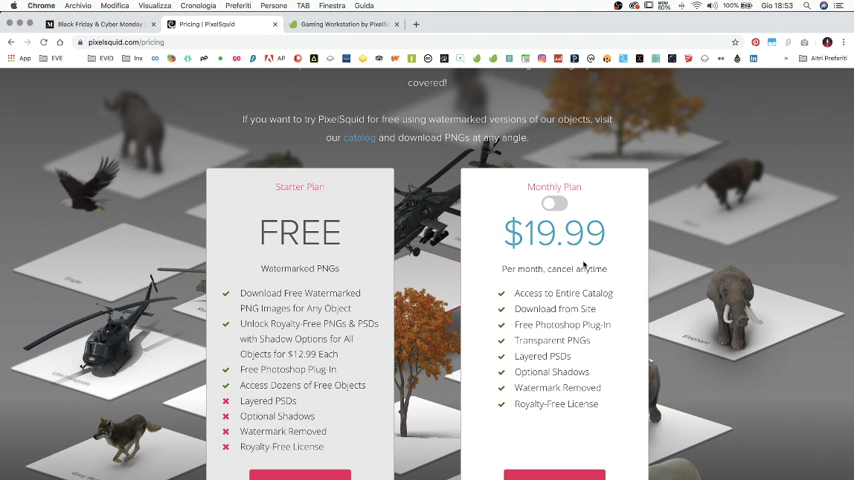 Chrome Archivio Modifica Visualizza Cronologia Preferiti Persone TAB Finestra Guida 100% Gio 18:53
Black Friday & Cyber Monday Pricing | PixelSquid Gaming Workstation by PixelS
pixelsquid.com/pricing
App EVE EVID Inx AP Altri Preferiti
covered!
If you want to try PixelSquid for free using watermarked versions of our objects, visit
our catalog and download PNGs at any angle.
Starter Plan
FREE
Watermarked PNGs
Download Free Watermarked
PNG Images for Any Object
Unlock Royalty-Free PNGs & PSDs
with Shadow Options for All
Objects for $12.99 Each
Free Photoshop Plug-In
Access Dozens of Free Objects
Layered PSDs
Optional Shadows
Watermark Removed
Royalty-Free License
Monthly Plan
$19.99
Per month, cancel anytime
Access to Entire Catalog
Download from Site
Free Photoshop Plug-In
Transparent PNGs
Layered PSDs
Optional Shadows
Watermark Removed
Royalty-Free License
Elephant